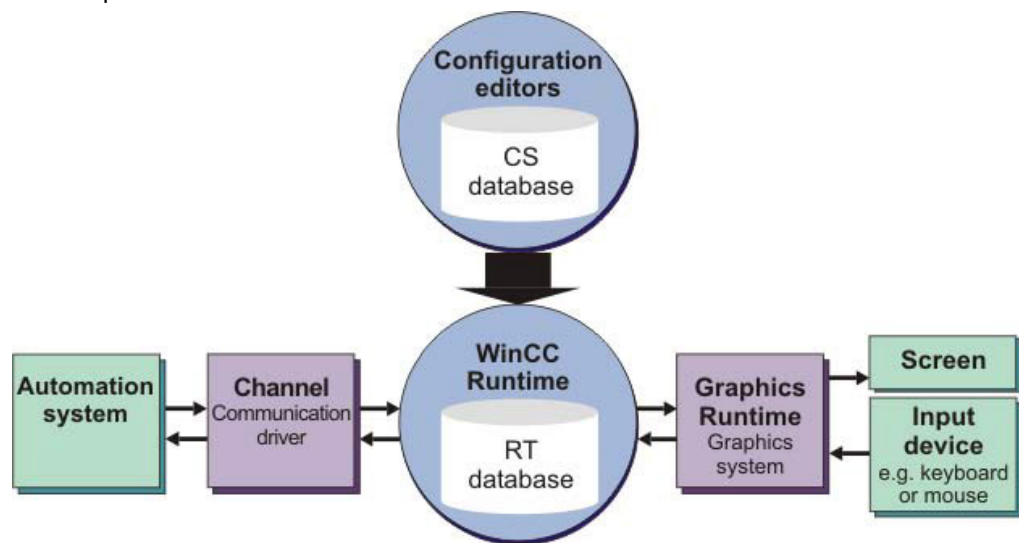 Configuration
editors
CS
database
WinCC
Runtime
RT
database
Automation
system
Channel
Communication
driver
Graphics
Runtime
Graphics
system
Screen
Input
device
e.g. keyboard
or mouse